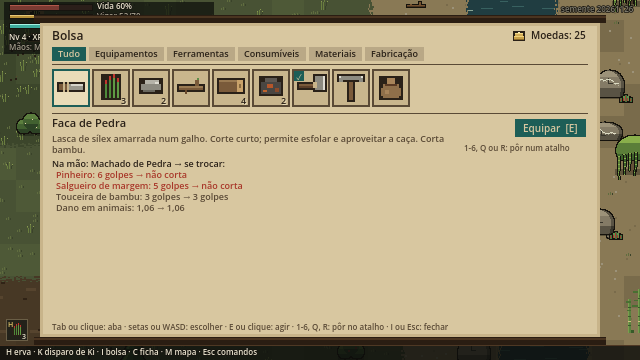 Vida 60%
semente 20261126
Nv 4 · XP
Mãos: M
Bolsa
Moedas: 25
Tudo
Equipamentos
Ferramentas
Consumíveis
Materiais
Fabricação
3
2
4
2
Faca de Pedra
Equipar [E]
Lasca de sílex amarrada num galho. Corte curto; permite esfolar e aproveitar a caça. Corta
bambu.
1-6, Q ou R: pôr num atalho
Na mão: Machado de Pedra → se trocar:
Pinheiro: 6 golpes → não corta
Salgueiro de margem: 5 golpes → não corta
Touceira de bambu: 3 golpes → 3 golpes
Dano em animais: 1,06 → 1,06
Tab ou clique: aba · setas ou WASD: escolher · E ou clique: agir · 1-6, Q, R: pôr no atalho · I ou Esc: fechar
H
3
H erva · K disparo de Ki · I bolsa · C ficha · M mapa · Esc comandos